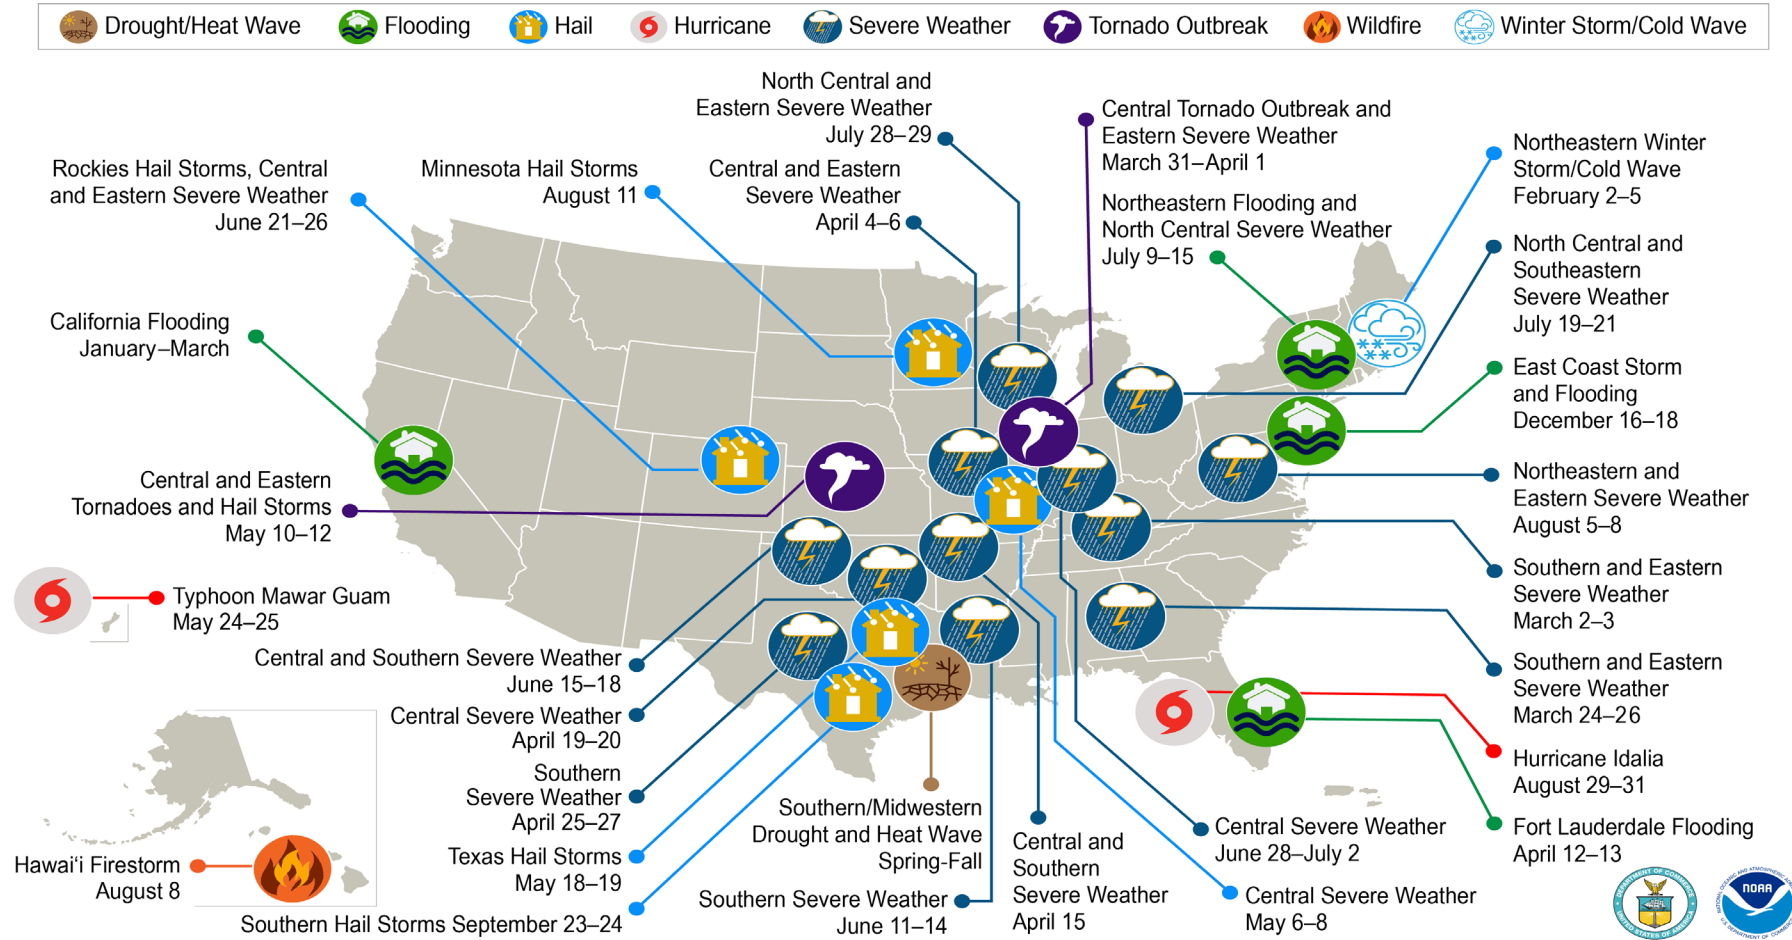 Drought/Heat Wave
Flooding
Hail
Hurricane
Severe Weather
Tornado Outbreak
Wildfire
Winter Storm/Cold Wave
North Central and
Eastern Severe Weather
July 28–29
Central Tornado Outbreak and
Eastern Severe Weather
March 31–April 1
Northeastern Winter
Storm/Cold Wave
February 2–5
Rockies Hail Storms, Central
and Eastern Severe Weather
June 21–26
Minnesota Hail Storms
August 11
Central and Eastern
Severe Weather
April 4–6
Northeastern Flooding and
North Central Severe Weather
July 9–15
North Central and
Southeastern
Severe Weather
July 19–21
California Flooding
January–March
East Coast Storm
and Flooding
December 16–18
Central and Eastern
Tornadoes and Hail Storms
May 10–12
Northeastern and
Eastern Severe Weather
August 5–8
Southern and Eastern
Severe Weather
March 2–3
Typhoon Mawar Guam
May 24–25
Central and Southern Severe Weather
June 15–18
Southern and Eastern
Severe Weather
March 24–26
Central Severe Weather
April 19–20
Southern
Severe Weather
April 25–27
Hurricane Idalia
August 29–31
Southern/Midwestern
Drought and Heat Wave
Spring-Fall
Central and
Southern
Severe Weather
April 15
Central Severe Weather
June 28–July 2
Fort Lauderdale Flooding
April 12–13
Hawaiʻi Firestorm
August 8
Texas Hail Storms
May 18–19
Southern Hail Storms September 23–24
Southern Severe Weather
June 11–14
Central Severe Weather
May 6–8
DEPARTMENT OF COMMERCE
UNITED STATES OF AMERICA
NOAA